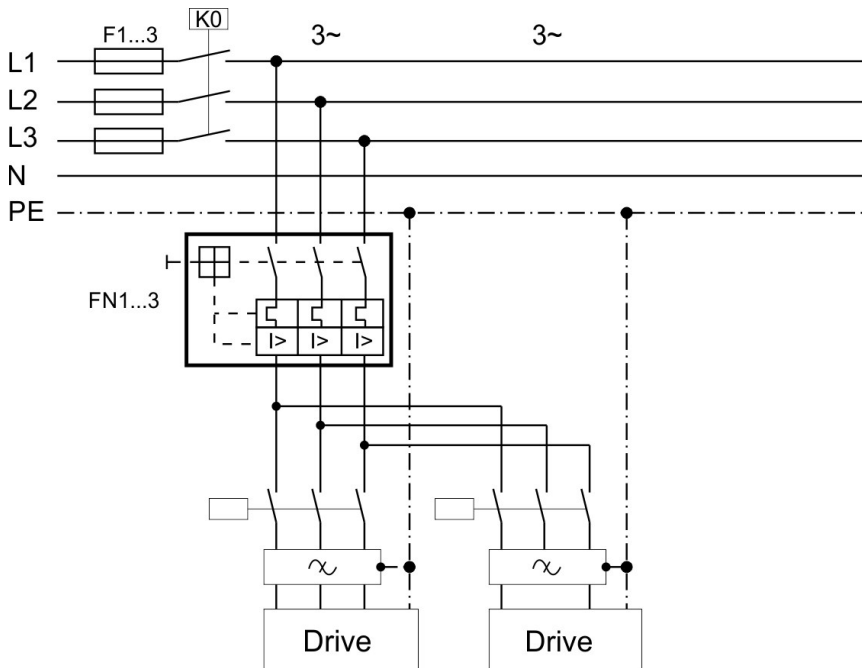 K0
F1...3
3~
3~
L1
L2
L3
N
PE
FN1...3
I> I> I>
Drive
Drive